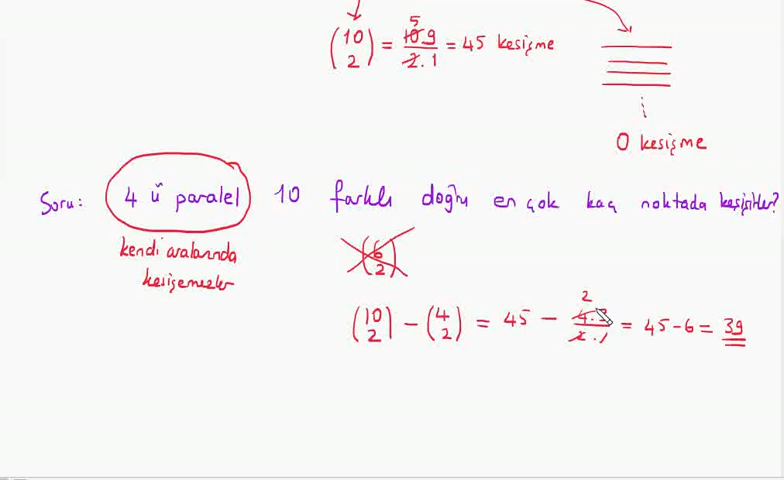 (10 2) = 10.9/2.1 = 45 kesişme
5
0 kesişme
Soru: 4 ü paralel 10 farklı doğru en çok kaç noktada kesişirler?
kendi aralarında
kesişemezler
(6 2)
2
(10 2) - (4 2) = 45 - 4.3/2.1 = 45-6 = 39